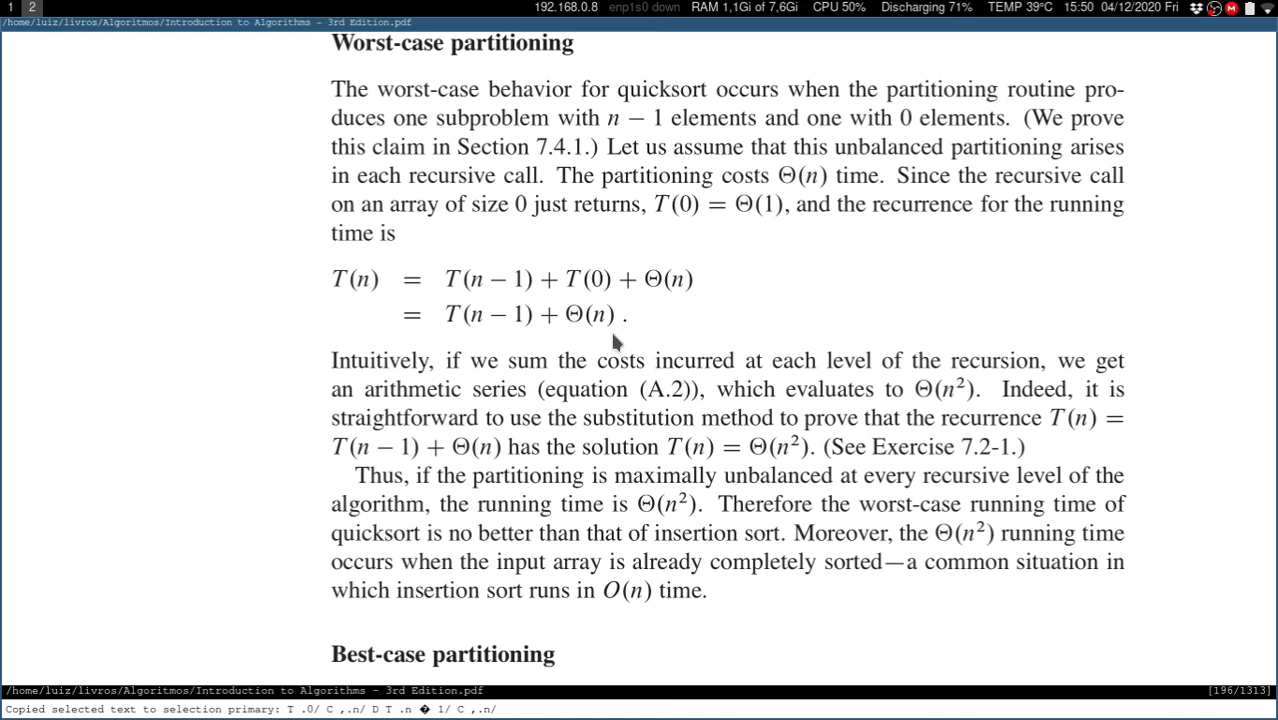 1 2 192.168.0.8 enp1s0 down RAM 1,1Gi of 7,6Gi CPU 50% Discharging 71% TEMP 39°C 15:50 04/12/2020 Fri
/home/luiz/livros/Algoritmos/Introduction to Algorithms - 3rd Edition.pdf
Worst-case partitioning
The worst-case behavior for quicksort occurs when the partitioning routine pro-
duces one subproblem with n − 1 elements and one with 0 elements. (We prove
this claim in Section 7.4.1.) Let us assume that this unbalanced partitioning arises
in each recursive call. The partitioning costs Θ(n) time. Since the recursive call
on an array of size 0 just returns, T(0) = Θ(1), and the recurrence for the running
time is
T(n) = T(n − 1) + T(0) + Θ(n)
= T(n − 1) + Θ(n) .
Intuitively, if we sum the costs incurred at each level of the recursion, we get
an arithmetic series (equation (A.2)), which evaluates to Θ(n²). Indeed, it is
straightforward to use the substitution method to prove that the recurrence T(n) =
T(n − 1) + Θ(n) has the solution T(n) = Θ(n²). (See Exercise 7.2-1.)
Thus, if the partitioning is maximally unbalanced at every recursive level of the
algorithm, the running time is Θ(n²). Therefore the worst-case running time of
quicksort is no better than that of insertion sort. Moreover, the Θ(n²) running time
occurs when the input array is already completely sorted—a common situation in
which insertion sort runs in O(n) time.
Best-case partitioning
/home/luiz/livros/Algoritmos/Introduction to Algorithms - 3rd Edition.pdf [196/1313]
Copied selected text to selection primary: T .0/ C ‚.n/ D T .n � 1/ C ‚.n/